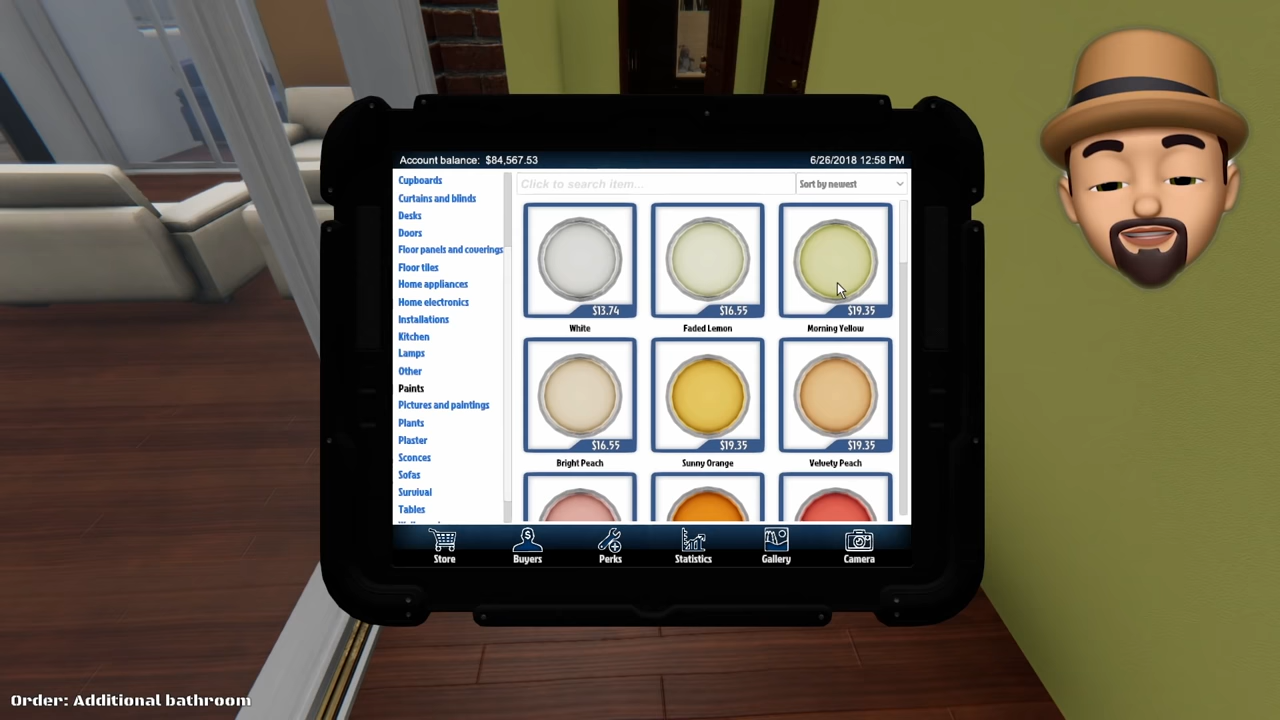 Account balance: $84,567.53
6/26/2018 12:58 PM
Cupboards
Curtains and blinds
Desks
Doors
Floor panels and coverings
Floor tiles
Home appliances
Home electronics
Installations
Kitchen
Lamps
Other
Paints
Pictures and paintings
Plants
Plaster
Sconces
Sofas
Survival
Tables
Click to search item...
Sort by newest
$13.74
$16.55
$19.35
White
Faded Lemon
Morning Yellow
$16.55
$19.35
$19.35
Bright Peach
Sunny Orange
Velvety Peach
Store
Buyers
Perks
Statistics
Gallery
Camera
Order: Additional bathroom